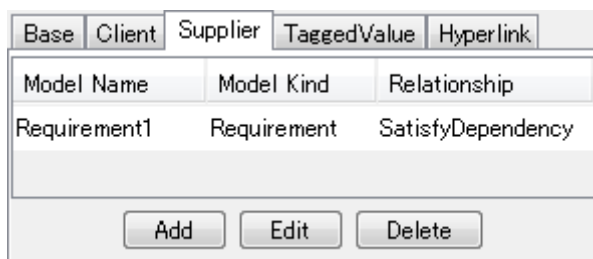 Base Client Supplier TaggedValue Hyperlink
Model Name Model Kind Relationship
Requirement1 Requirement SatisfyDependency
Add Edit Delete